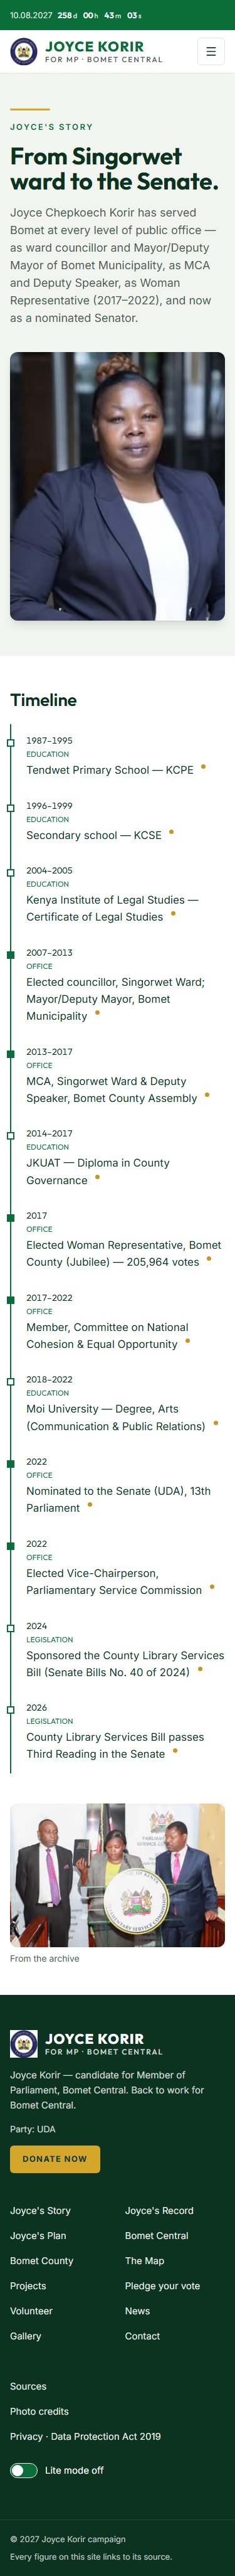 10.08.2027 258 d 00 h 43 m 03 s
JOYCE KORIR
FOR MP · BOMET CENTRAL
JOYCE'S STORY
From Singorwet
ward to the Senate.
Joyce Chepkoech Korir has served
Bomet at every level of public office —
as ward councillor and Mayor/Deputy
Mayor of Bomet Municipality, as MCA
and Deputy Speaker, as Woman
Representative (2017–2022), and now
as a nominated Senator.
Timeline
1987–1995
EDUCATION
Tendwet Primary School — KCPE
1996–1999
EDUCATION
Secondary school — KCSE
2004–2005
EDUCATION
Kenya Institute of Legal Studies —
Certificate of Legal Studies
2007–2013
OFFICE
Elected councillor, Singorwet Ward;
Mayor/Deputy Mayor, Bomet
Municipality
2013–2017
OFFICE
MCA, Singorwet Ward & Deputy
Speaker, Bomet County Assembly
2014–2017
EDUCATION
JKUAT — Diploma in County
Governance
2017
OFFICE
Elected Woman Representative, Bomet
County (Jubilee) — 205,964 votes
2017–2022
OFFICE
Member, Committee on National
Cohesion & Equal Opportunity
2018–2022
EDUCATION
Moi University — Degree, Arts
(Communication & Public Relations)
2022
OFFICE
Nominated to the Senate (UDA), 13th
Parliament
2022
OFFICE
Elected Vice-Chairperson,
Parliamentary Service Commission
2024
LEGISLATION
Sponsored the County Library Services
Bill (Senate Bills No. 40 of 2024)
2026
LEGISLATION
County Library Services Bill passes
Third Reading in the Senate
From the archive
JOYCE KORIR
FOR MP · BOMET CENTRAL
Joyce Korir — candidate for Member of
Parliament, Bomet Central. Back to work for
Bomet Central.
Party: UDA
DONATE NOW
Joyce's Story Joyce's Record
Joyce's Plan Bomet Central
Bomet County The Map
Projects Pledge your vote
Volunteer News
Gallery Contact
Sources
Photo credits
Privacy · Data Protection Act 2019
Lite mode off
© 2027 Joyce Korir campaign
Every figure on this site links to its source.